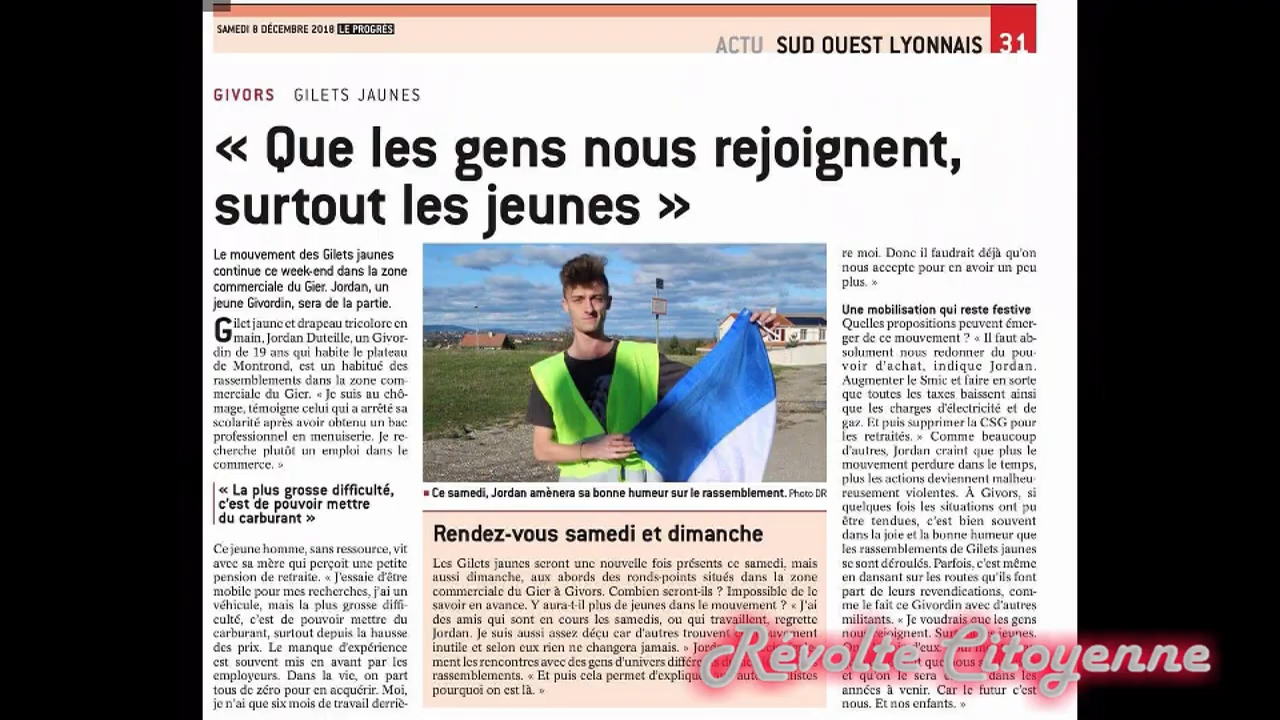 SAMEDI 8 DÉCEMBRE 2018 LE PROGRÈS
ACTU SUD OUEST LYONNAIS 31
GIVORS GILETS JAUNES
« Que les gens nous rejoignent,
surtout les jeunes »
Le mouvement des Gilets jaunes
continue ce week-end dans la zone
commerciale du Gier. Jordan, un
jeune Givordin, sera de la partie.
Gilet jaune et drapeau tricolore en
main, Jordan Duteille, un Givor-
din de 19 ans qui habite le plateau
de Montrond, est un habitué des
rassemblements dans la zone com-
merciale du Gier. « Je suis au chô-
mage, témoigne celui qui a arrêté sa
scolarité après avoir obtenu un bac
professionnel en menuiserie. Je re-
cherche plutôt un emploi dans le
commerce. »
« La plus grosse difficulté,
c'est de pouvoir mettre
du carburant »
Ce jeune homme, sans ressource, vit
avec sa mère qui perçoit une petite
pension de retraite. « J'essaie d'être
mobile pour mes recherches, j'ai un
véhicule, mais la plus grosse diffi-
culté, c'est de pouvoir mettre du
carburant, surtout depuis la hausse
des prix. Le manque d'expérience
est souvent mis en avant par les
employeurs. Dans la vie, on part
tous de zéro pour en acquérir. Moi,
je n'ai que six mois de travail derriè-
Ce samedi, Jordan amènera sa bonne humeur sur le rassemblement. Photo DR
Rendez-vous samedi et dimanche
Les Gilets jaunes seront une nouvelle fois présents ce samedi, mais
aussi dimanche, aux abords des ronds-points situés dans la zone
commerciale du Gier à Givors. Combien seront-ils ? Impossible de le
savoir en avance. Y aura-t-il plus de jeunes dans le mouvement ? « J'ai
des amis qui sont en cours les samedis, ou qui travaillent, regrette
Jordan. Je suis aussi assez déçu car d'autres trouvent ce mouvement
inutile et selon eux rien ne changera jamais. »
ment les rencontres avec des gens d'univers
rassemblements. « Et puis cela permet
pourquoi on est là. »
re moi. Donc il faudrait déjà qu'on
nous accepte pour en avoir un peu
plus. »
Une mobilisation qui reste festive
Quelles propositions peuvent émer-
ger de ce mouvement ? « Il faut ab-
solument nous redonner du pou-
voir d'achat, indique Jordan.
Augmenter le Smic et faire en sorte
que toutes les taxes baissent ainsi
que les charges d'électricité et de
gaz. Et puis supprimer la CSG pour
les retraités. » Comme beaucoup
d'autres, Jordan craint que plus le
mouvement perdure dans le temps,
plus les actions deviennent malheu-
reusement violentes. À Givors, si
quelques fois les situations ont pu
être tendues, c'est bien souvent
dans la joie et la bonne humeur que
les rassemblements de Gilets jaunes
se sont déroulés. Parfois, c'est même
en dansant sur les routes qu'ils font
part de leurs revendications, com-
me le fait ce Givordin avec d'autres
militants. « Je voudrais que les gens
nous rejoignent. jeunes.
et qu'on le sera dans les
années à venir. Car le futur c'est
nous. Et nos enfants. »
Révolte Citoyenne